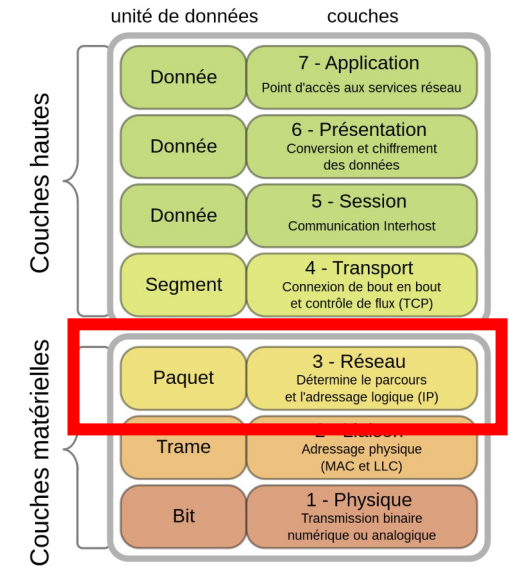 unité de données couches
Couches hautes
Donnée
7 - Application
Point d'accès aux services réseau
Donnée
6 - Présentation
Conversion et chiffrement
des données
Donnée
5 - Session
Communication Interhost
Segment
4 - Transport
Connexion de bout en bout
et contrôle de flux (TCP)
Couches matérielles
Paquet
3 - Réseau
Détermine le parcours
et l'adressage logique (IP)
Trame
2 - Liaison
Adressage physique
(MAC et LLC)
Bit
1 - Physique
Transmission binaire
numérique ou analogique